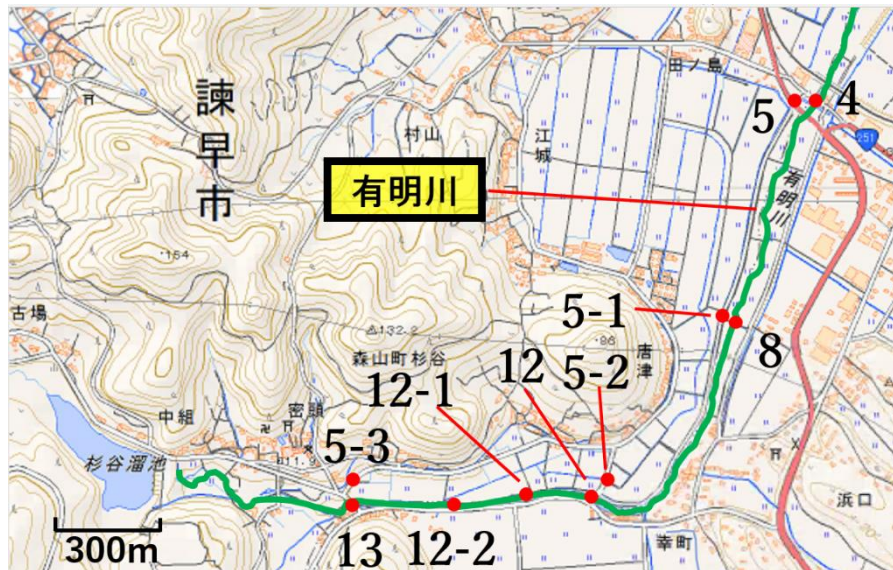 諫早市
村山
江城
田ノ島
5
4
251
有明川
有明川
154
古場
132.2
森山町杉谷
86
唐津
5-1
8
12-1
12
5-2
中組
密頭
5-3
11.9
杉谷溜池
300m
13
12-2
幸町
浜口